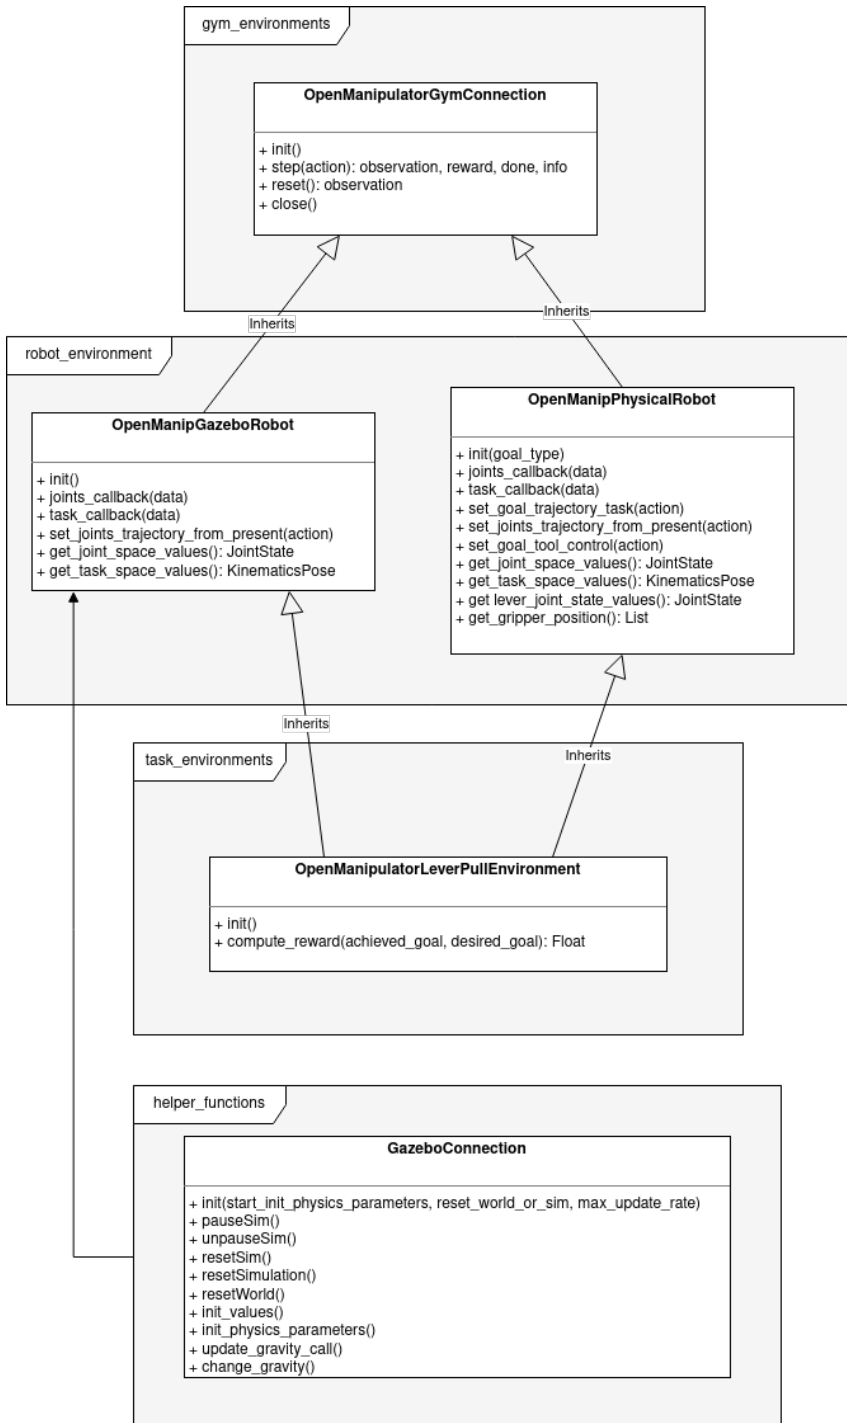 gym_environments
OpenManipulatorGymConnection
+ init()
+ step(action): observation, reward, done, info
+ reset(): observation
+ close()
Inherits
Inherits
robot_environment
OpenManipGazeboRobot
+ init()
+ joints_callback(data)
+ task_callback(data)
+ set_joints_trajectory_from_present(action)
+ get_joint_space_values(): JointState
+ get_task_space_values(): KinematicsPose
OpenManipPhysicalRobot
+ init(goal_type)
+ joints_callback(data)
+ task_callback(data)
+ set_goal_trajectory_task(action)
+ set_joints_trajectory_from_present(action)
+ set_goal_tool_control(action)
+ get_joint_space_values(): JointState
+ get_task_space_values(): KinematicsPose
+ get lever_joint_state_values(): JointState
+ get_gripper_position(): List
Inherits
Inherits
task_environments
OpenManipulatorLeverPullEnvironment
+ init()
+ compute_reward(achieved_goal, desired_goal): Float
helper_functions
GazeboConnection
+ init(start_init_physics_parameters, reset_world_or_sim, max_update_rate)
+ pauseSim()
+ unpauseSim()
+ resetSim()
+ resetSimulation()
+ resetWorld()
+ init_values()
+ init_physics_parameters()
+ update_gravity_call()
+ change_gravity()